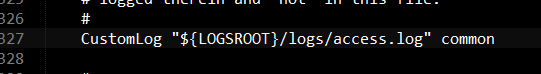 # logged therein and *not* in this file.
326 #
327 CustomLog "${LOGSROOT}/logs/access.log" common
328